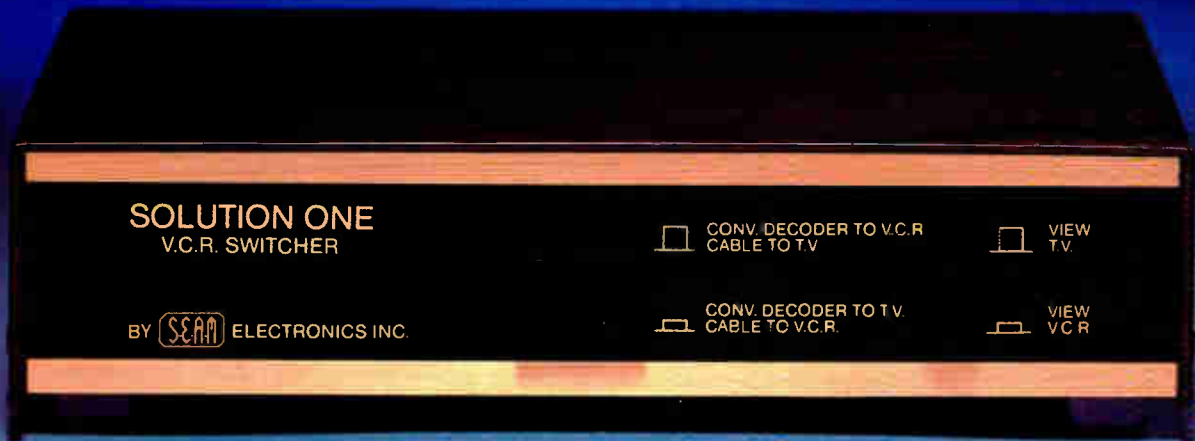 SOLUTION ONE
V.C.R. SWITCHER
BY SEAM ELECTRONICS INC.
CONV. DECODER TO V.C.R
CABLE TO T.V
VIEW
T.V.
CONV. DECODER TO T.V.
CABLE TO V.C.R.
VIEW
V C R